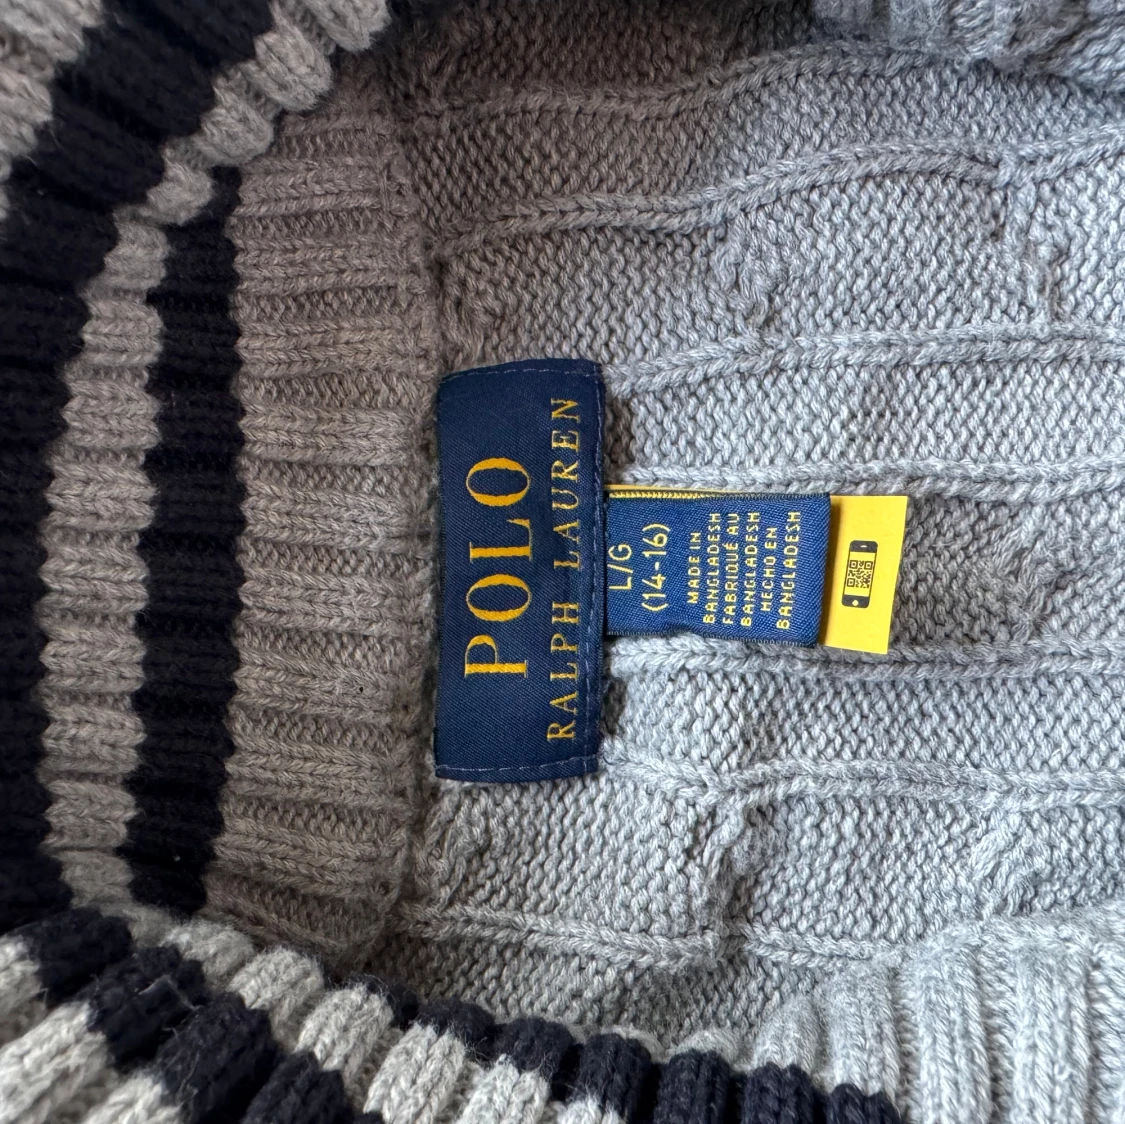 POLO
RALPH LAUREN
L/G
(14-16)
MADE IN
BANGLADESH
FABRIQUÉ AU
BANGLADESH
HECHO EN
BANGLADESH